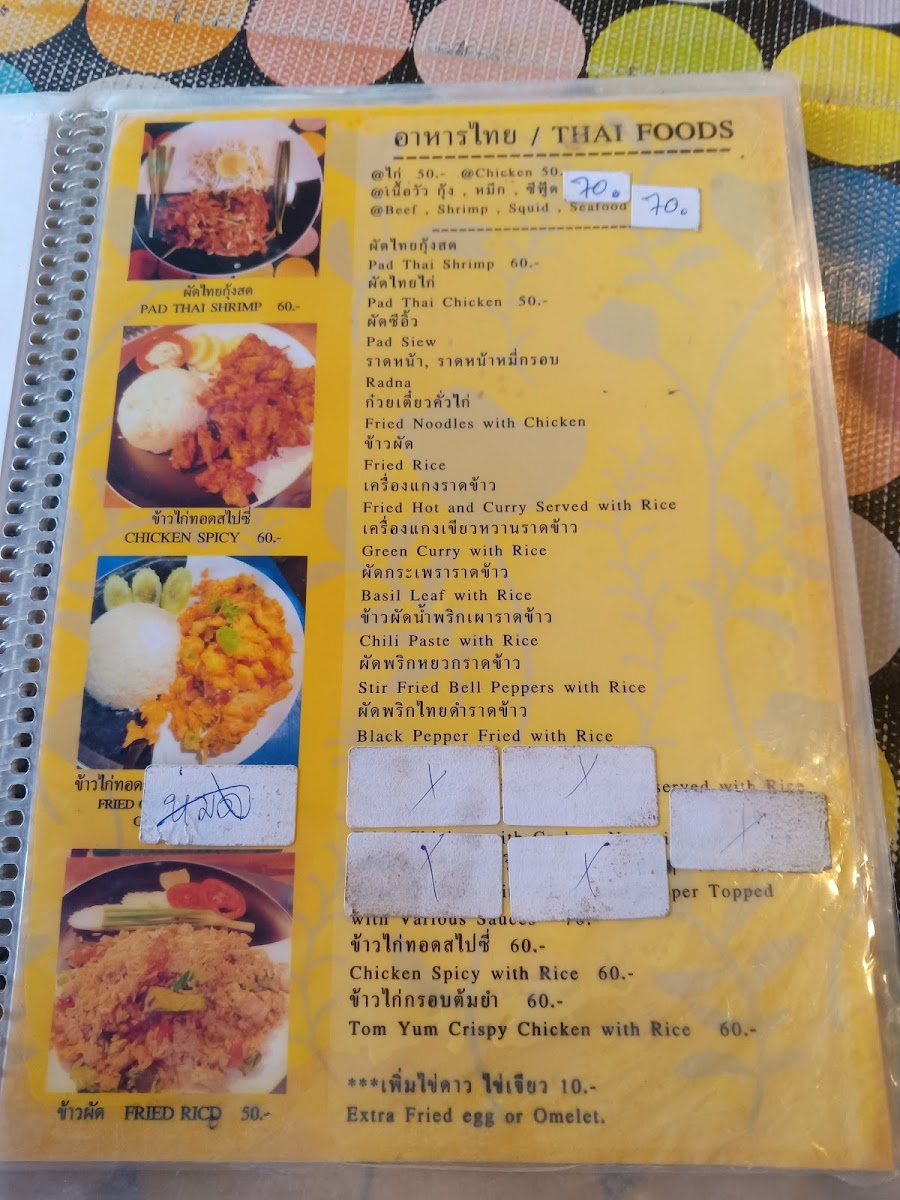 อาหารไทย / THAI FOODS
@ไก่ 50.- @Chicken 50.
@เนื้อวัว กุ้ง , หมึก , ซีฟู๊ด 70.
@Beef , Shrimp , Squid , Seafood 70.
ผัดไทยกุ้งสด
Pad Thai Shrimp 60.-
ผัดไทยไก่
Pad Thai Chicken 50.-
ผัดซีอิ้ว
Pad Siew
ราดหน้า, ราดหน้าหมี่กรอบ
Radna
ก๋วยเตี๋ยวคั่วไก่
Fried Noodles with Chicken
ข้าวผัด
Fried Rice
เครื่องแกงราดข้าว
Fried Hot and Curry Served with Rice
เครื่องแกงเขียวหวานราดข้าว
Green Curry with Rice
ผัดกระเพราราดข้าว
Basil Leaf with Rice
ข้าวผัดน้ำพริกเผาราดข้าว
Chili Paste with Rice
ผัดพริกหยวกราดข้าว
Stir Fried Bell Peppers with Rice
ผัดพริกไทยดำราดข้าว
Black Pepper Fried with Rice
X X
served with Rice
X
X X
Topped
with Various Sauces 70.-
ข้าวไก่ทอดสไปซี่ 60.-
Chicken Spicy with Rice 60.-
ข้าวไก่กรอบต้มยำ 60.-
Tom Yum Crispy Chicken with Rice 60.-
***เพิ่มไข่ดาว ไข่เจียว 10.-
Extra Fried egg or Omelet.
ผัดไทยกุ้งสด
PAD THAI SHRIMP 60.-
ข้าวไก่ทอดสไปซี่
CHICKEN SPICY 60.-
ข้าวไก่ทอด
FRIED
ข้าวผัด FRIED RICE 50.-